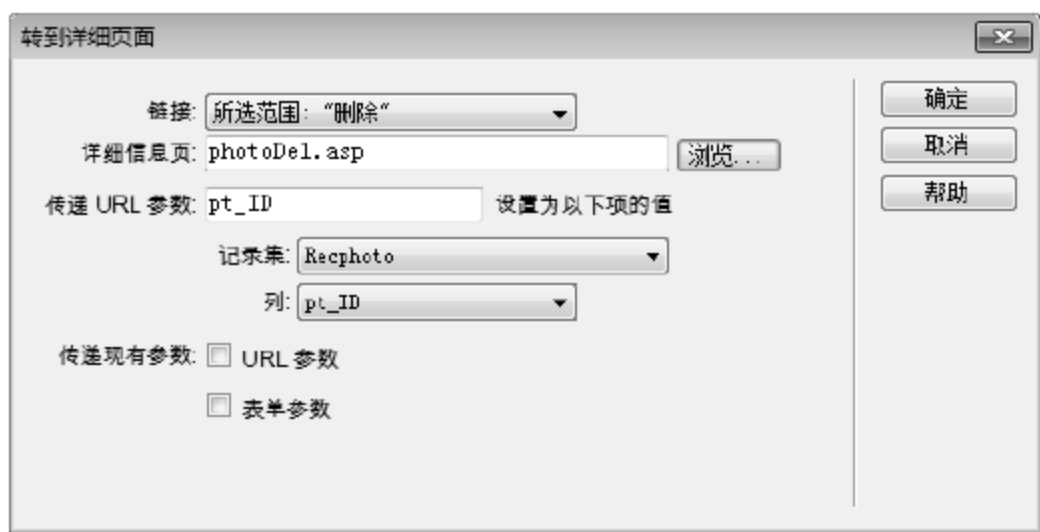 转到详细页面
链接: 所选范围: “删除” 确定
详细信息页: photoDel.asp 浏览... 取消
传递 URL 参数: pt_ID 设置为以下项的值 帮助
记录集: Recphoto
列: pt_ID
传递现有参数: URL 参数
表单参数